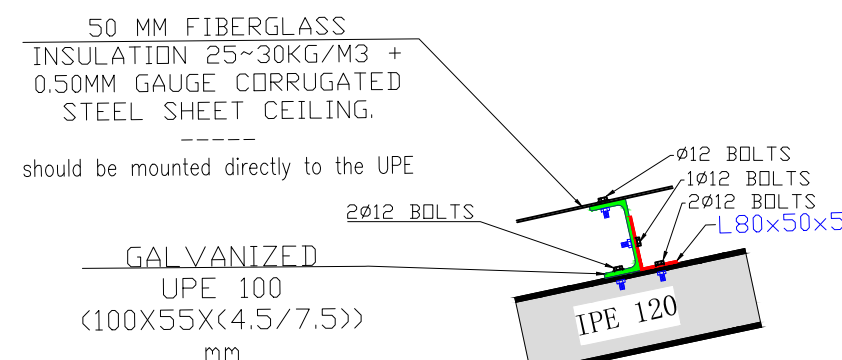 50 MM FIBERGLASS
INSULATION 25~30KG/M3 +
0.50MM GAUGE CORRUGATED
STEEL SHEET CEILING.
-----
should be mounted directly to the UPE
Ø12 BOLTS
1Ø12 BOLTS
2Ø12 BOLTS
L80x50x5
2Ø12 BOLTS
GALVANIZED
UPE 100
(100X55X(4.5/7.5))
mm
IPE 120